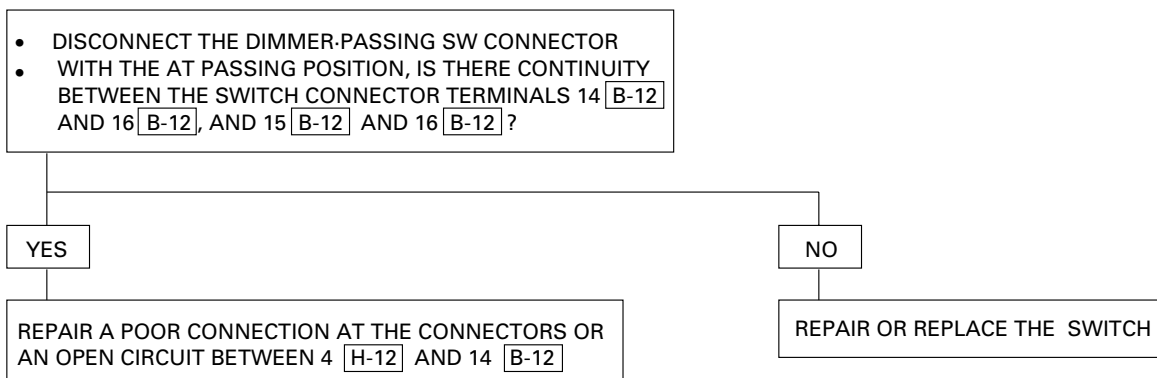 • DISCONNECT THE DIMMER·PASSING SW CONNECTOR
• WITH THE AT PASSING POSITION, IS THERE CONTINUITY
BETWEEN THE SWITCH CONNECTOR TERMINALS 14 B-12
AND 16 B-12, AND 15 B-12 AND 16 B-12 ?
YES
NO
REPAIR A POOR CONNECTION AT THE CONNECTORS OR
AN OPEN CIRCUIT BETWEEN 4 H-12 AND 14 B-12
REPAIR OR REPLACE THE SWITCH